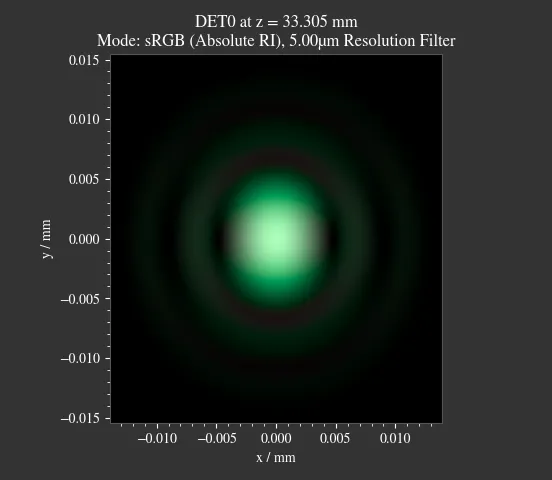 DET0 at z = 33.305 mm
Mode: sRGB (Absolute RI), 5.00μm Resolution Filter
0.015
0.010
0.005
0.000
−0.005
−0.010
−0.015
y / mm
−0.010 −0.005 0.000 0.005 0.010
x / mm